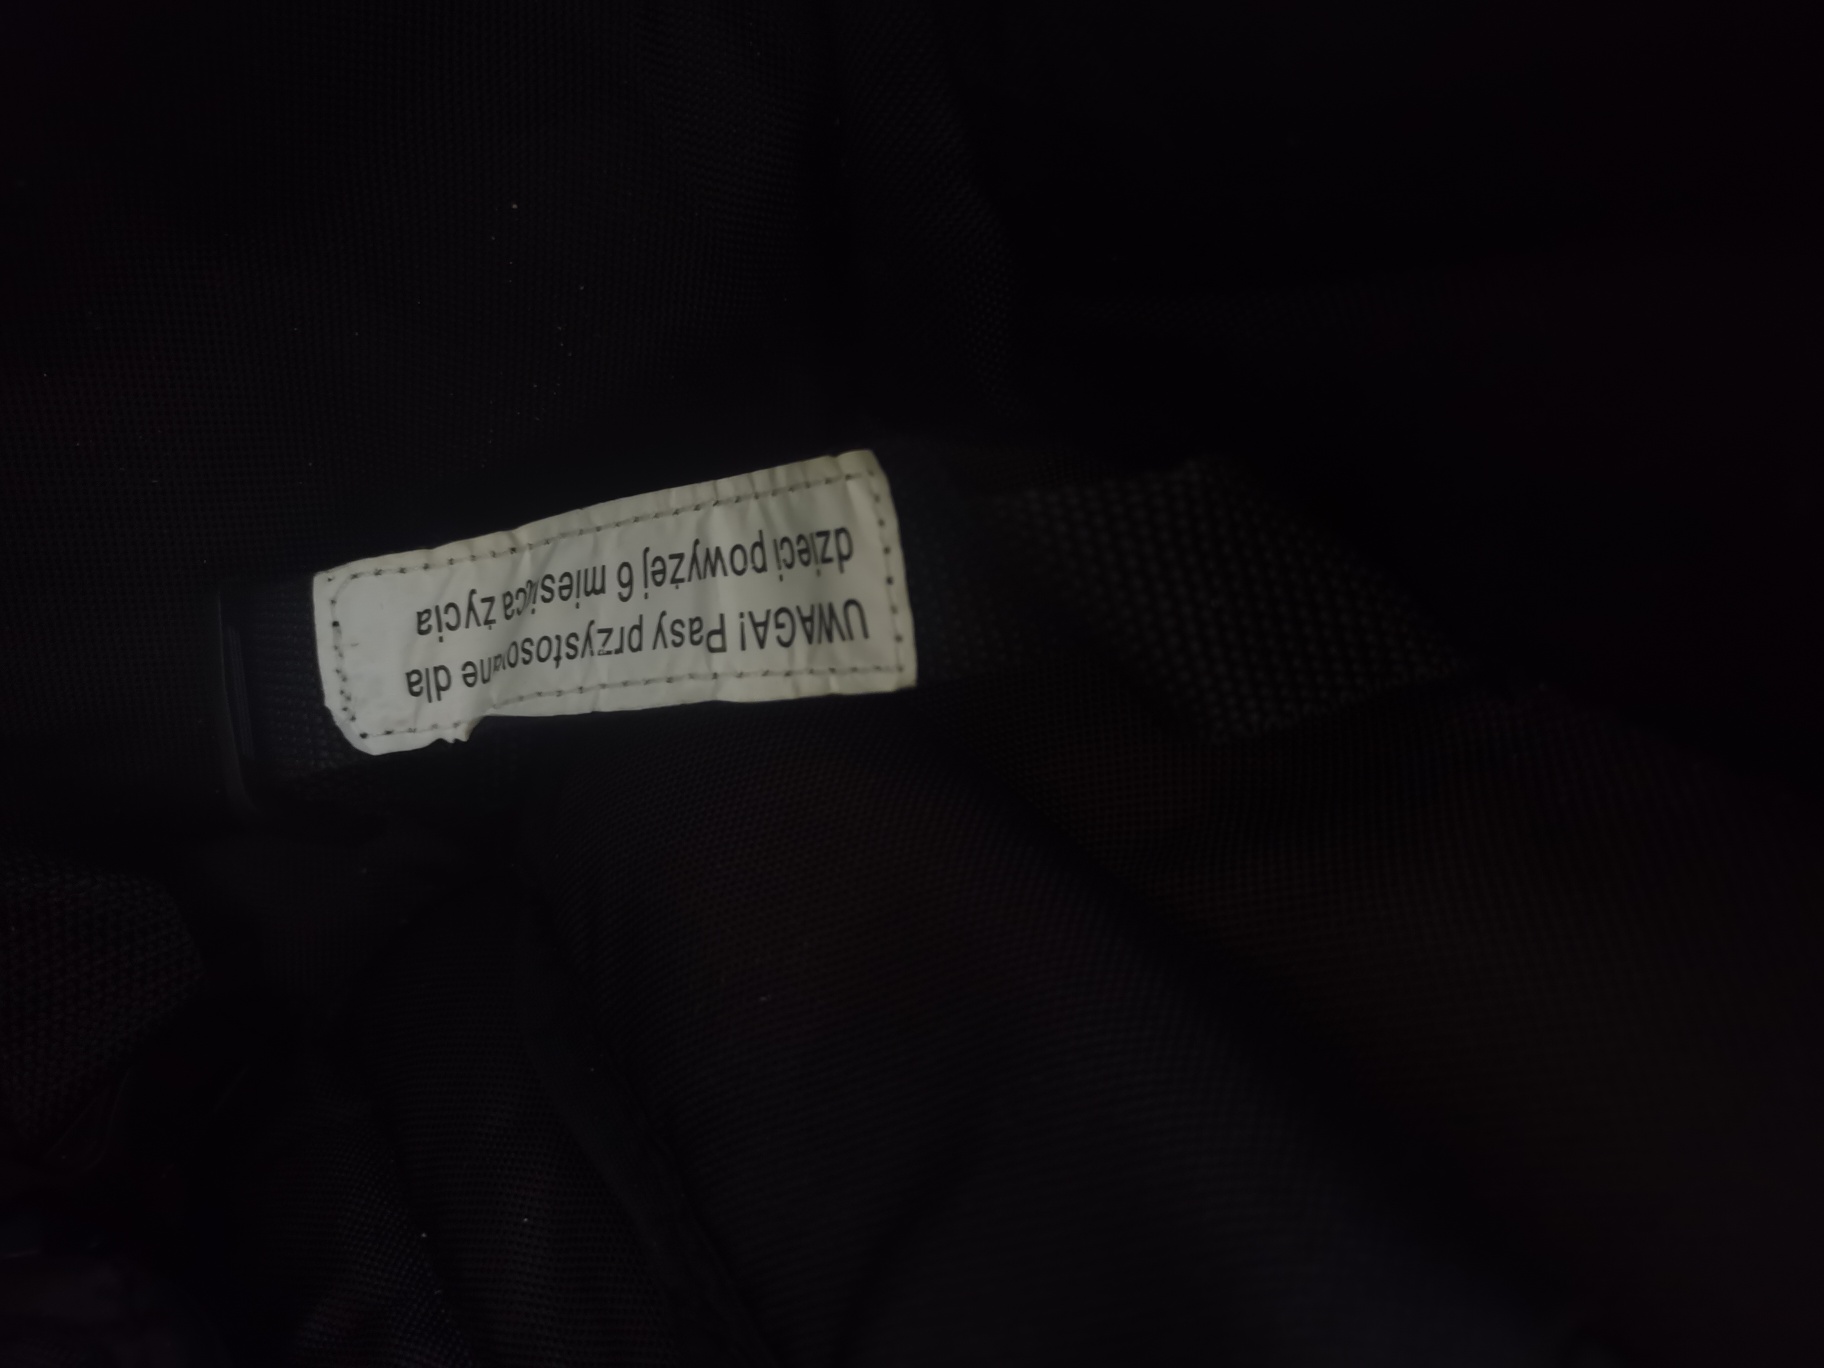 UWAGA! Pasy przystosowane dla
dzieci powyżej 6 miesiąca życia